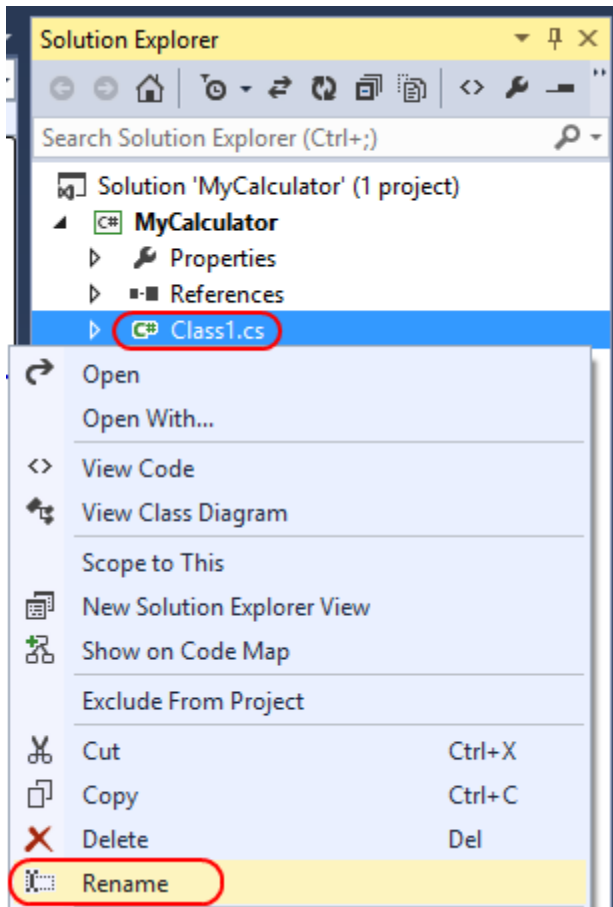 Solution Explorer
Search Solution Explorer (Ctrl+;)
Solution 'MyCalculator' (1 project)
C# MyCalculator
Properties
References
C# Class1.cs
Open
Open With...
View Code
View Class Diagram
Scope to This
New Solution Explorer View
Show on Code Map
Exclude From Project
Cut Ctrl+X
Copy Ctrl+C
Delete Del
Rename